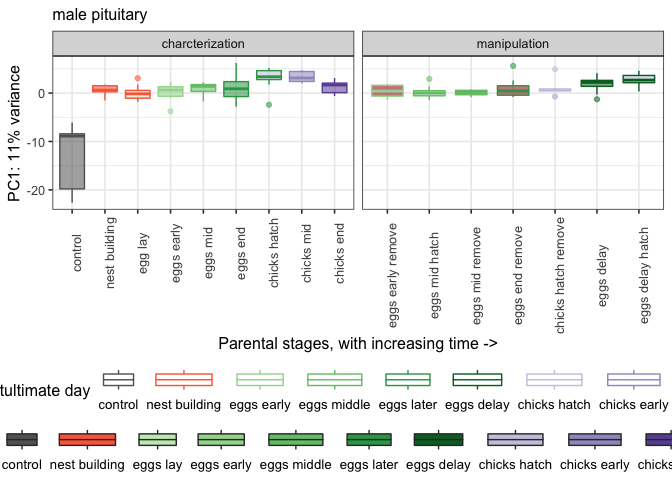 male pituitary
charcterization
manipulation
PC1: 11% variance
0
-10
-20
control
nest building
egg lay
eggs early
eggs mid
eggs end
chicks hatch
chicks mid
chicks end
eggs early remove
eggs mid hatch
eggs mid remove
eggs end remove
chicks hatch remove
eggs delay
eggs delay hatch
Parental stages, with increasing time ->
tultimate day
control nest building eggs early eggs middle eggs later eggs delay chicks hatch chicks early
control nest building eggs lay eggs early eggs middle eggs later eggs delay chicks hatch chicks early chicks